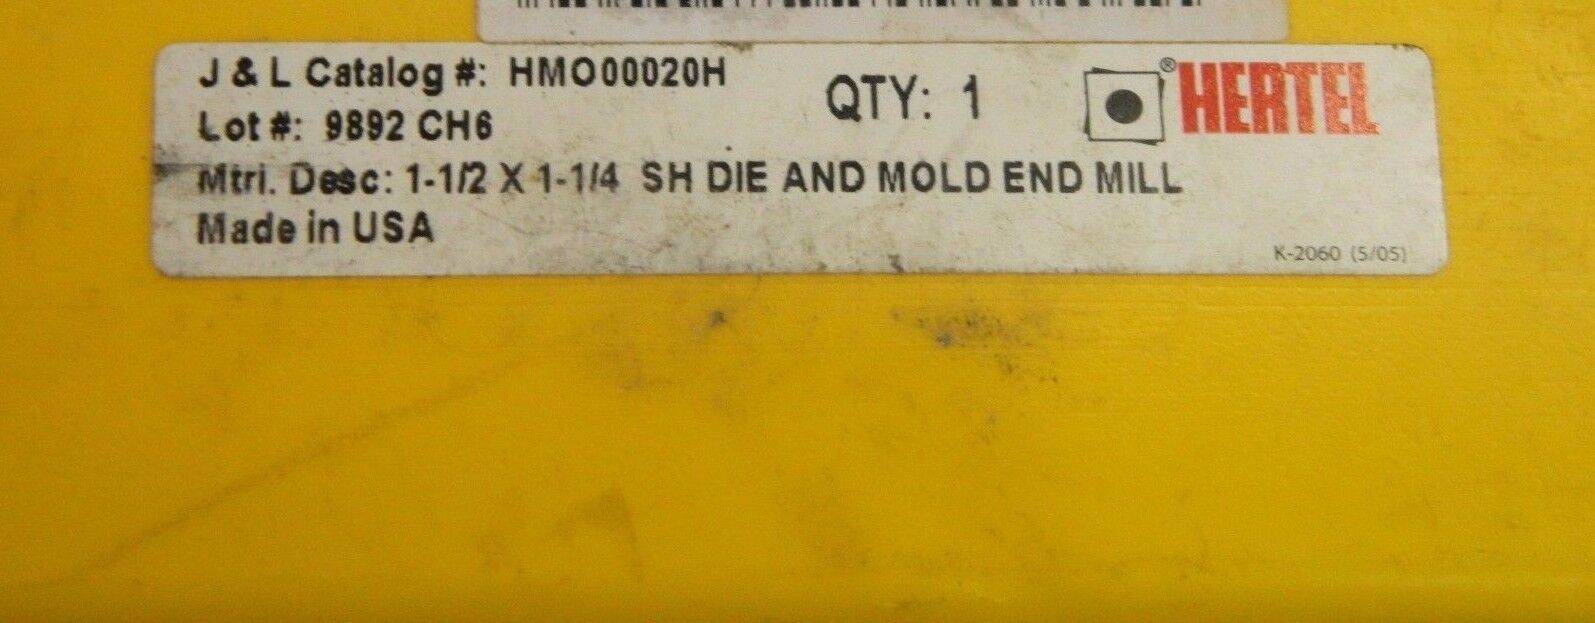 J & L Catalog #: HMO00020H
Lot #: 9892 CH6
QTY: 1
® HERTEL
Mtrl. Desc: 1-1/2 X 1-1/4 SH DIE AND MOLD END MILL
Made in USA
K-2060 (5/05)